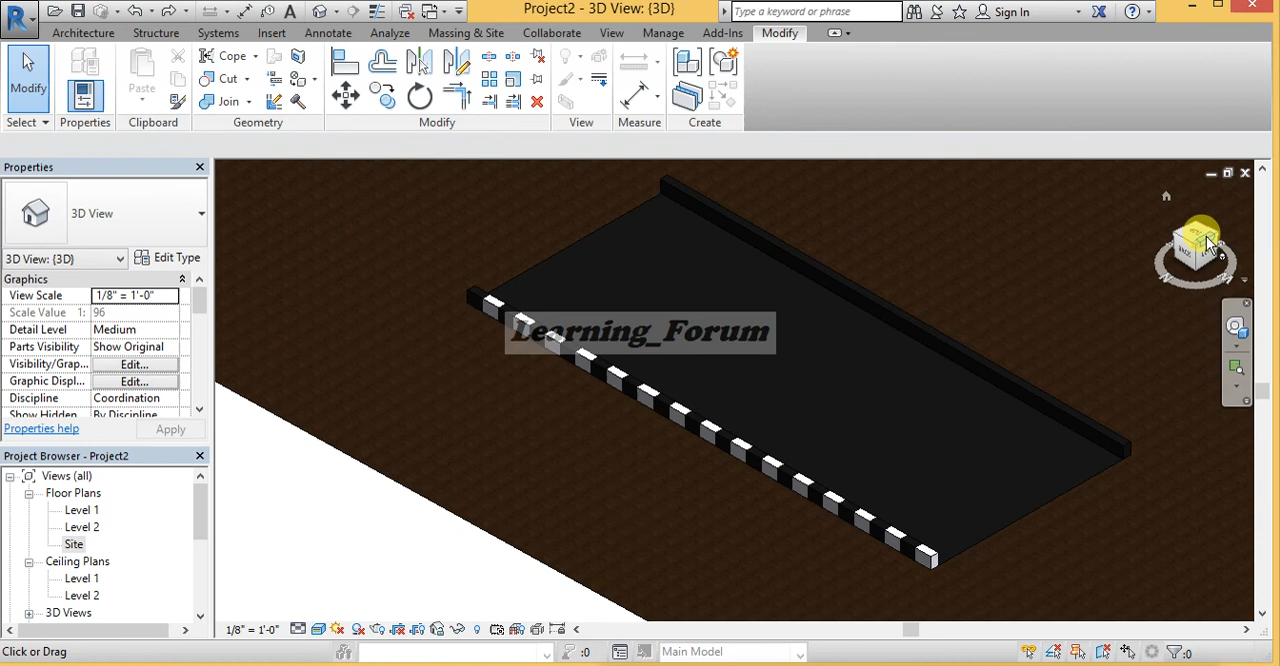 Project2 - 3D View: {3D}
Type a keyword or phrase
Sign In
Architecture Structure Systems Insert Annotate Analyze Massing & Site Collaborate View Manage Add-Ins Modify
Modify
Paste
Cope
Cut
Join
Select Properties Clipboard Geometry Modify View Measure Create
Properties
3D View
3D View: {3D}
Edit Type
Graphics
View Scale 1/8" = 1'-0"
Scale Value 1: 96
Detail Level Medium
Parts Visibility Show Original
Visibility/Grap... Edit...
Graphic Displ... Edit...
Discipline Coordination
Show Hidden By Discipline
Properties help
Apply
Project Browser - Project2
Views (all)
Floor Plans
Level 1
Level 2
Site
Ceiling Plans
Level 1
Level 2
3D Views
Learning_Forum
BACK
N
1/8" = 1'-0"
Click or Drag
:0
Main Model
:0